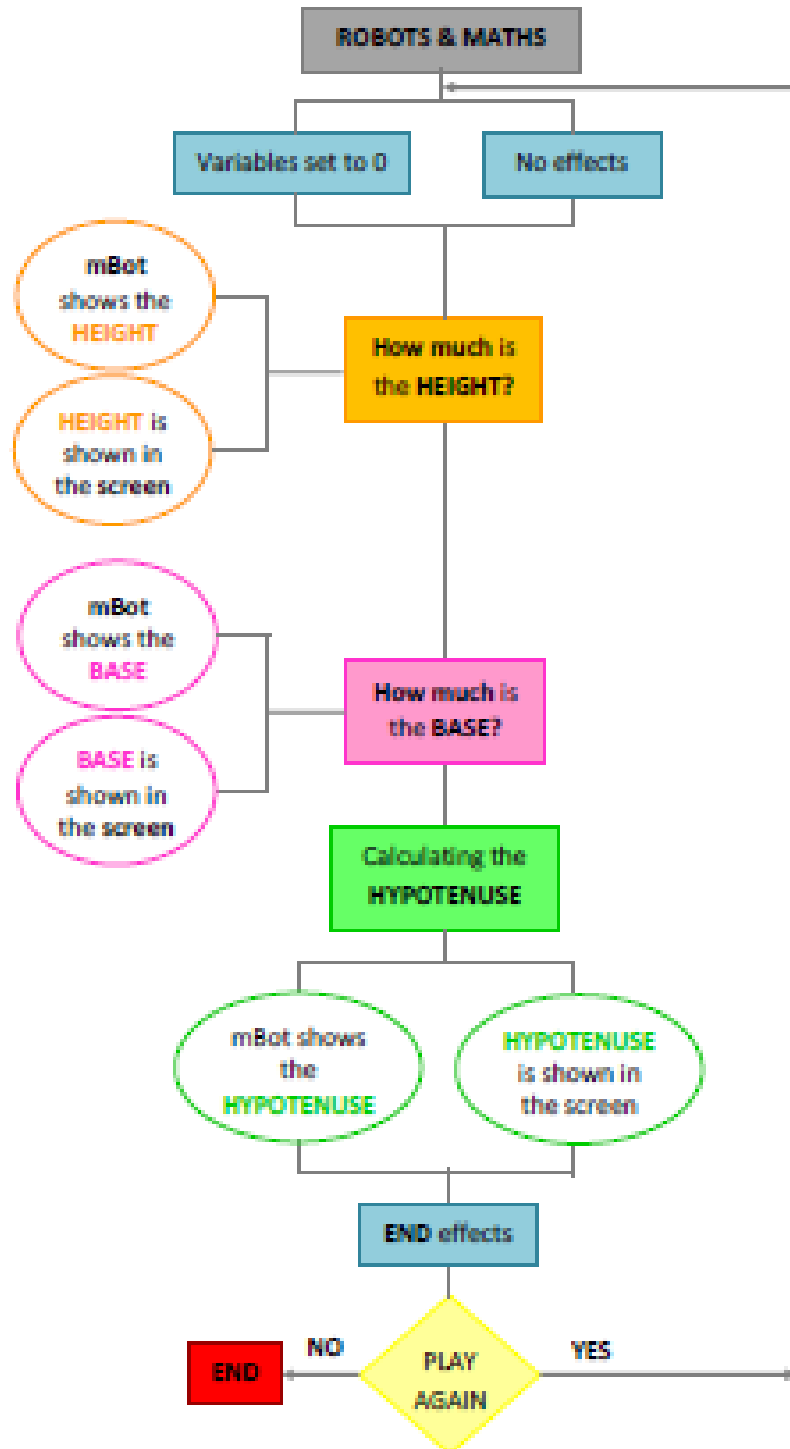 ROBOTS & MATHS
Variables set to 0
No effects
mBot
shows the
HEIGHT
How much is
the HEIGHT?
HEIGHT is
shown in
the screen
mBot
shows the
BASE
How much is
the BASE?
BASE is
shown in
the screen
Calculating the
HYPOTENUSE
mBot shows
the
HYPOTENUSE
HYPOTENUSE
is shown in
the screen
END effects
NO
YES
END
PLAY
AGAIN